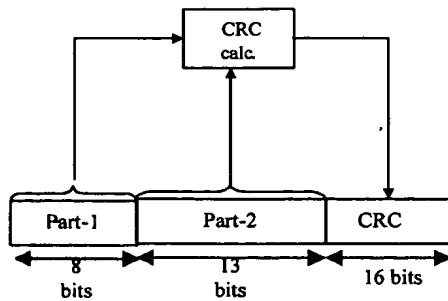 CRC
calc.
Part-1
Part-2
CRC
8
bits
13
bits
16 bits